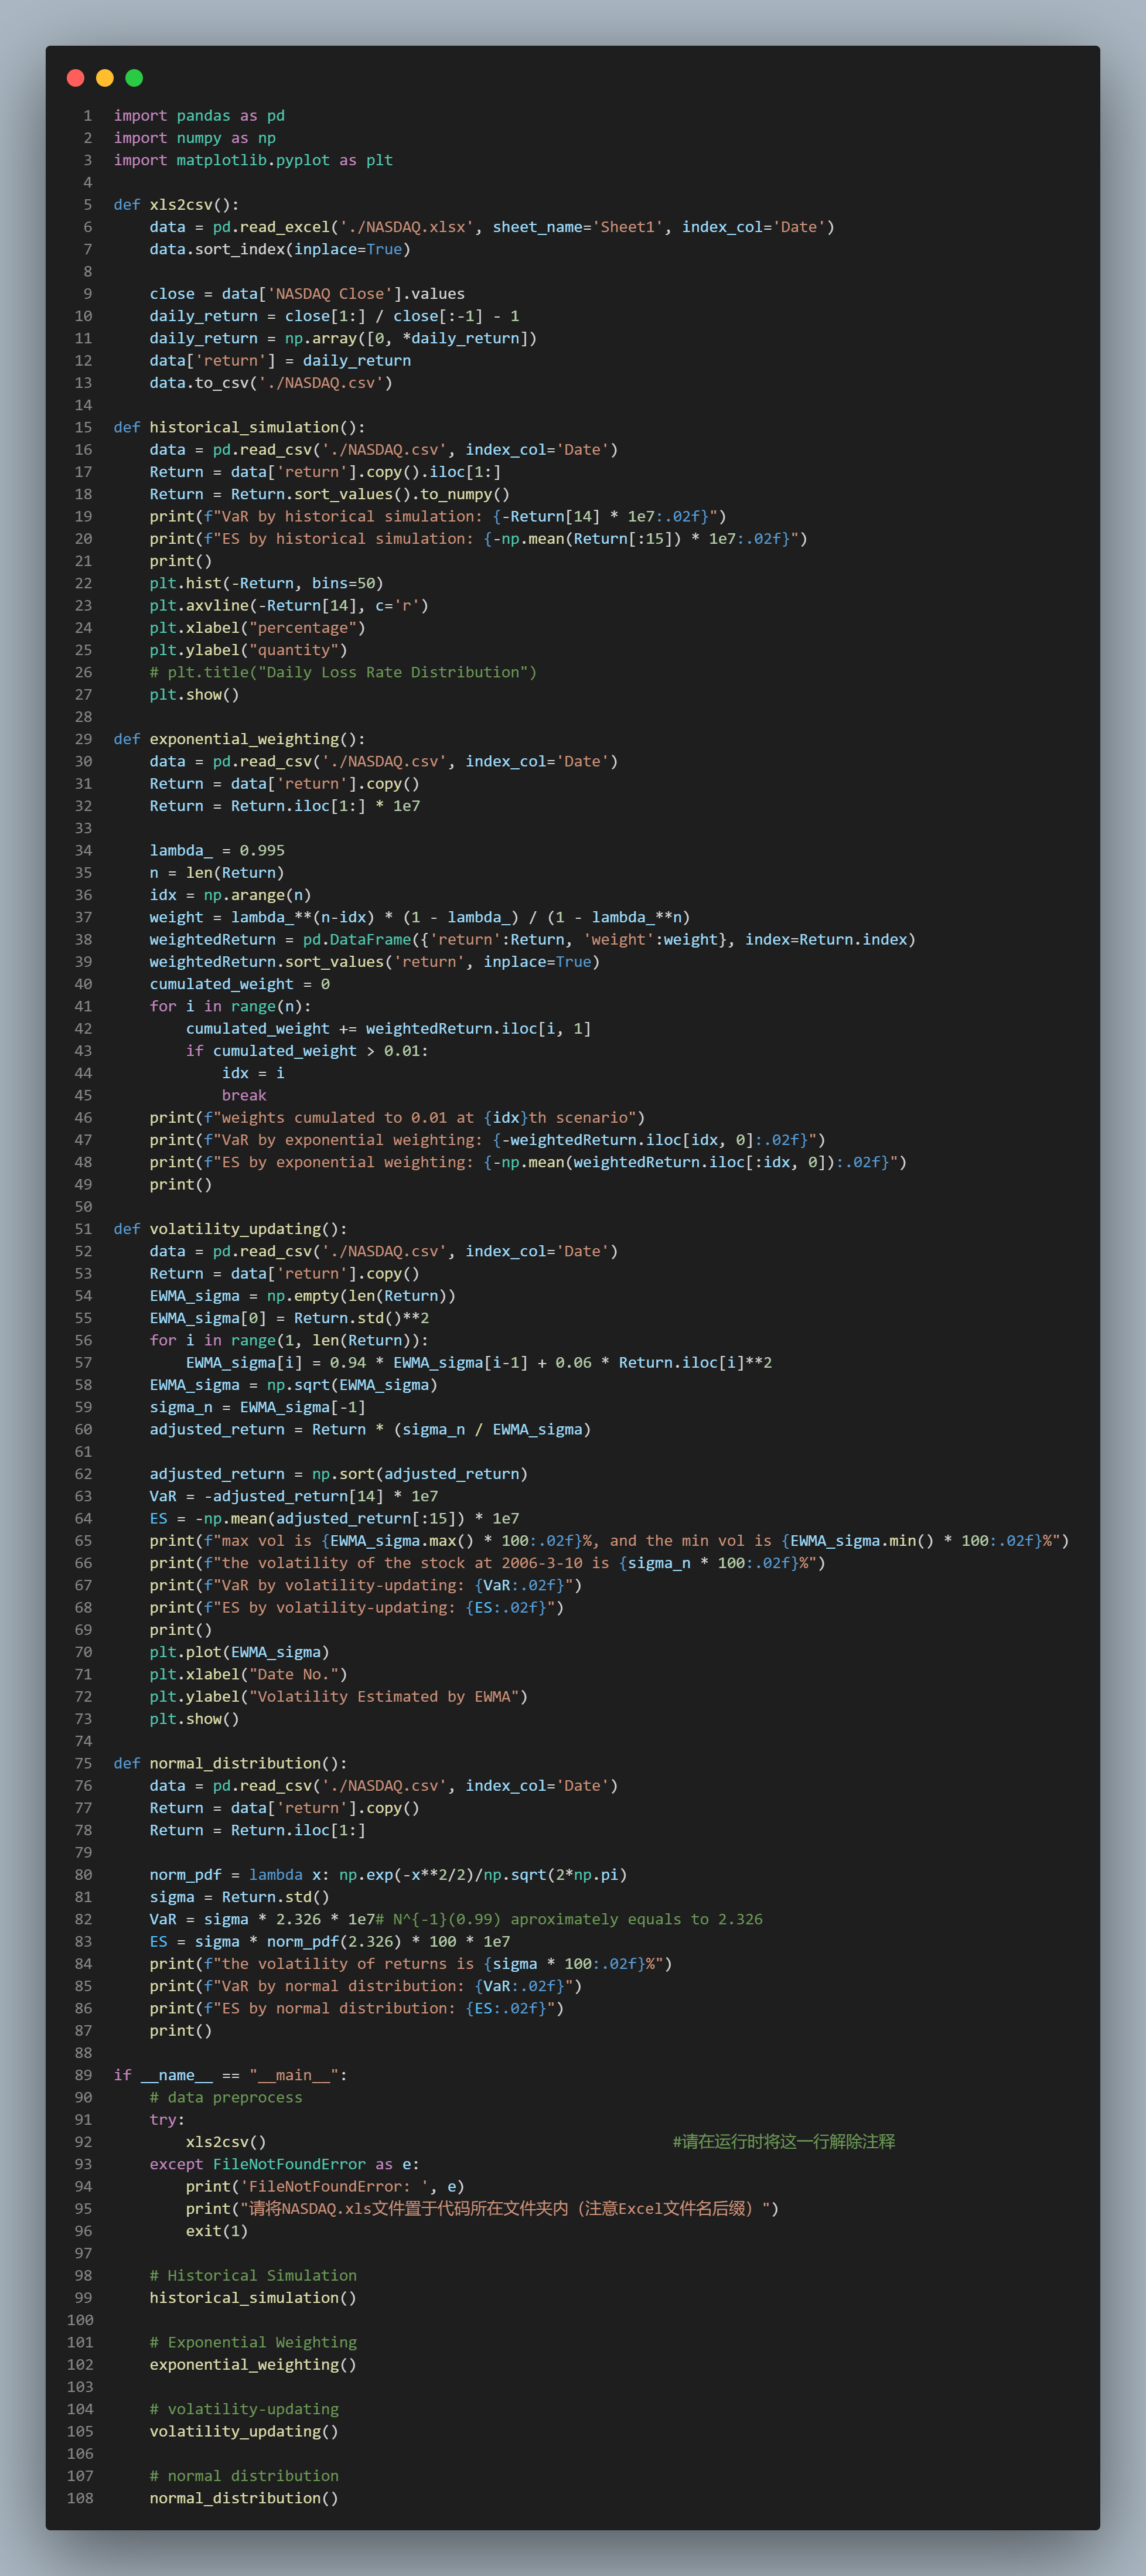 1 import pandas as pd
2 import numpy as np
3 import matplotlib.pyplot as plt
4
5 def xls2csv():
6     data = pd.read_excel('./NASDAQ.xlsx', sheet_name='Sheet1', index_col='Date')
7     data.sort_index(inplace=True)
8
9     close = data['NASDAQ Close'].values
10     daily_return = close[1:] / close[:-1] - 1
11     daily_return = np.array([0, *daily_return])
12     data['return'] = daily_return
13     data.to_csv('./NASDAQ.csv')
14
15 def historical_simulation():
16     data = pd.read_csv('./NASDAQ.csv', index_col='Date')
17     Return = data['return'].copy().iloc[1:]
18     Return = Return.sort_values().to_numpy()
19     print(f"VaR by historical simulation: {-Return[14] * 1e7:.02f}")
20     print(f"ES by historical simulation: {-np.mean(Return[:15]) * 1e7:.02f}")
21     print()
22     plt.hist(-Return, bins=50)
23     plt.axvline(-Return[14], c='r')
24     plt.xlabel("percentage")
25     plt.ylabel("quantity")
26     # plt.title("Daily Loss Rate Distribution")
27     plt.show()
28
29 def exponential_weighting():
30     data = pd.read_csv('./NASDAQ.csv', index_col='Date')
31     Return = data['return'].copy()
32     Return = Return.iloc[1:] * 1e7
33
34     lambda_ = 0.995
35     n = len(Return)
36     idx = np.arange(n)
37     weight = lambda_**(n-idx) * (1 - lambda_) / (1 - lambda_**n)
38     weightedReturn = pd.DataFrame({'return':Return, 'weight':weight}, index=Return.index)
39     weightedReturn.sort_values('return', inplace=True)
40     cumulated_weight = 0
41     for i in range(n):
42         cumulated_weight += weightedReturn.iloc[i, 1]
43         if cumulated_weight > 0.01:
44             idx = i
45             break
46     print(f"weights cumulated to 0.01 at {idx}th scenario")
47     print(f"VaR by exponential weighting: {-weightedReturn.iloc[idx, 0]:.02f}")
48     print(f"ES by exponential weighting: {-np.mean(weightedReturn.iloc[:idx, 0]):.02f}")
49     print()
50
51 def volatility_updating():
52     data = pd.read_csv('./NASDAQ.csv', index_col='Date')
53     Return = data['return'].copy()
54     EWMA_sigma = np.empty(len(Return))
55     EWMA_sigma[0] = Return.std()**2
56     for i in range(1, len(Return)):
57         EWMA_sigma[i] = 0.94 * EWMA_sigma[i-1] + 0.06 * Return.iloc[i]**2
58     EWMA_sigma = np.sqrt(EWMA_sigma)
59     sigma_n = EWMA_sigma[-1]
60     adjusted_return = Return * (sigma_n / EWMA_sigma)
61
62     adjusted_return = np.sort(adjusted_return)
63     VaR = -adjusted_return[14] * 1e7
64     ES = -np.mean(adjusted_return[:15]) * 1e7
65     print(f"max vol is {EWMA_sigma.max() * 100:.02f}%, and the min vol is {EWMA_sigma.min() * 100:.02f}%")
66     print(f"the volatility of the stock at 2006-3-10 is {sigma_n * 100:.02f}%")
67     print(f"VaR by volatility-updating: {VaR:.02f}")
68     print(f"ES by volatility-updating: {ES:.02f}")
69     print()
70     plt.plot(EWMA_sigma)
71     plt.xlabel("Date No.")
72     plt.ylabel("Volatility Estimated by EWMA")
73     plt.show()
74
75 def normal_distribution():
76     data = pd.read_csv('./NASDAQ.csv', index_col='Date')
77     Return = data['return'].copy()
78     Return = Return.iloc[1:]
79
80     norm_pdf = lambda x: np.exp(-x**2/2)/np.sqrt(2*np.pi)
81     sigma = Return.std()
82     VaR = sigma * 2.326 * 1e7# N^{-1}(0.99) aproximately equals to 2.326
83     ES = sigma * norm_pdf(2.326) * 100 * 1e7
84     print(f"the volatility of returns is {sigma * 100:.02f}%")
85     print(f"VaR by normal distribution: {VaR:.02f}")
86     print(f"ES by normal distribution: {ES:.02f}")
87     print()
88
89 if __name__ == "__main__":
90     # data preprocess
91     try:
92         xls2csv()                                             #请在运行时将这一行解除注释
93     except FileNotFoundError as e:
94         print('FileNotFoundError: ', e)
95         print("请将NASDAQ.xls文件置于代码所在文件夹内（注意Excel文件名后缀）")
96         exit(1)
97
98     # Historical Simulation
99     historical_simulation()
100
101     # Exponential Weighting
102     exponential_weighting()
103
104     # volatility-updating
105     volatility_updating()
106
107     # normal distribution
108     normal_distribution()